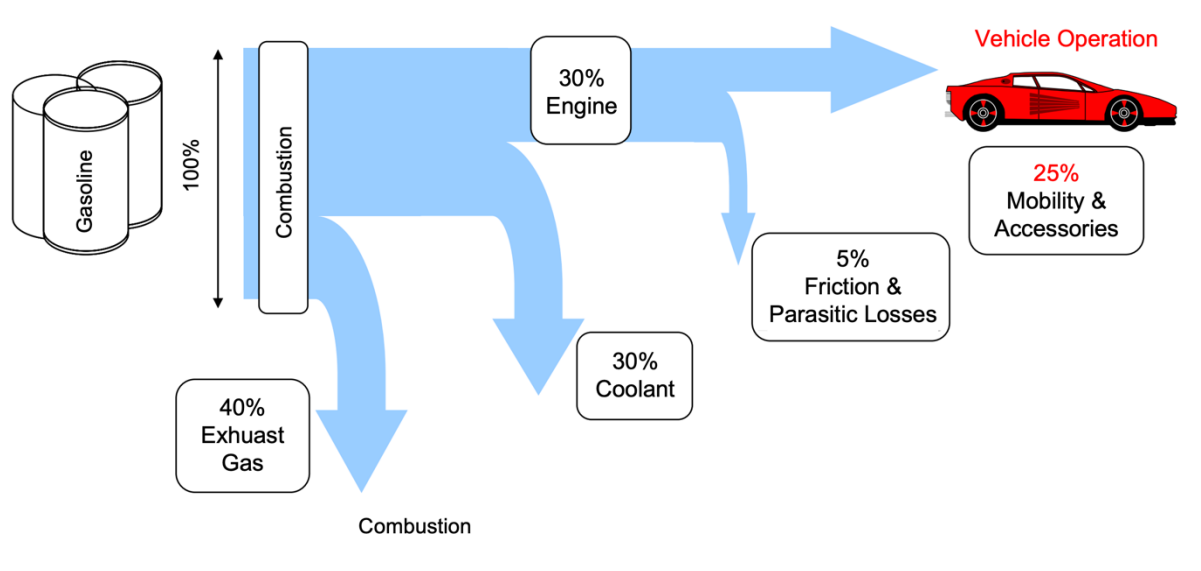 Gasoline
100%
Combustion
30%
Engine
Vehicle Operation
25%
Mobility &
Accessories
5%
Friction &
Parasitic Losses
30%
Coolant
40%
Exhuast
Gas
Combustion